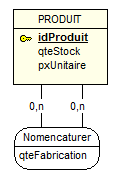 PRODUIT
idProduit
qteStock
pxUnitaire
0,n 0,n
Nomencaturer
qteFabrication